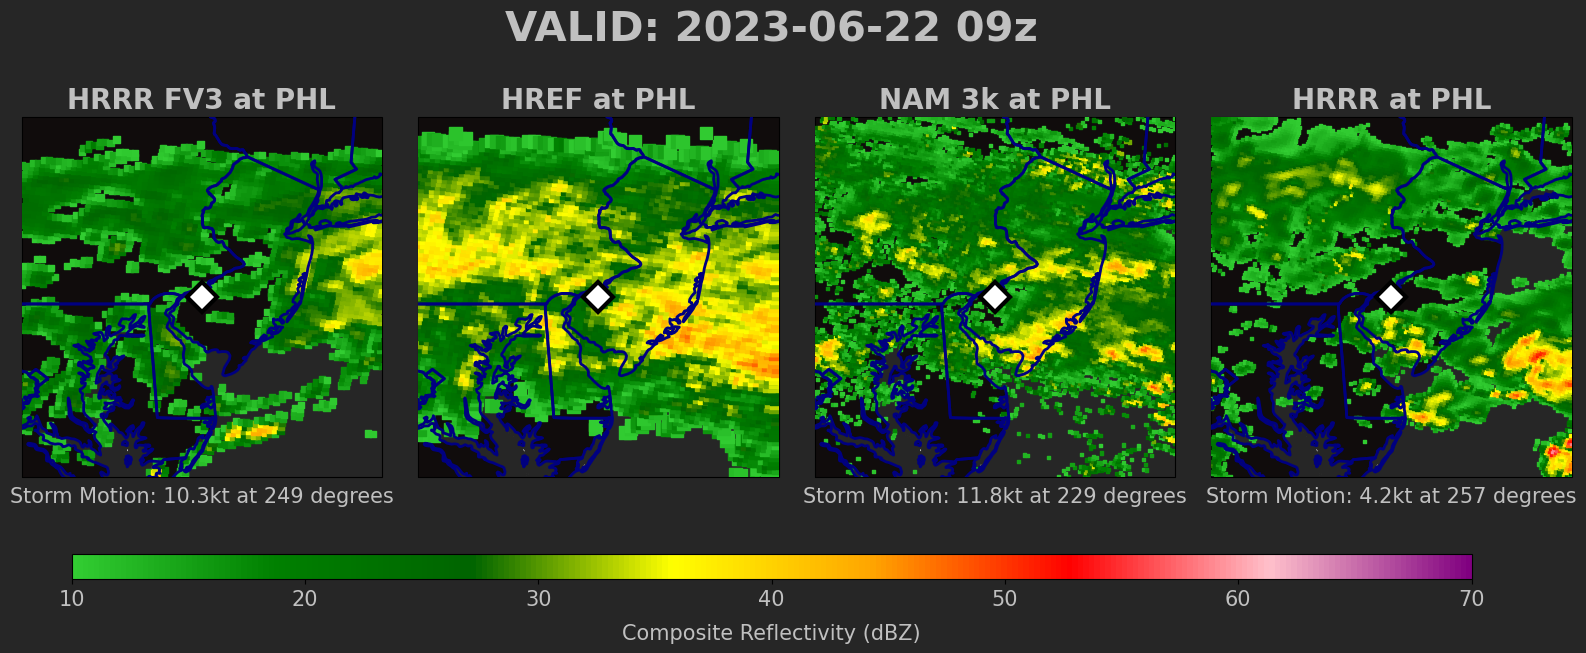 VALID: 2023-06-22 09z
HRRR FV3 at PHL
HREF at PHL
NAM 3k at PHL
HRRR at PHL
Storm Motion: 10.3kt at 249 degrees
Storm Motion: 11.8kt at 229 degrees
Storm Motion: 4.2kt at 257 degrees
10 20 30 40 50 60 70
Composite Reflectivity (dBZ)